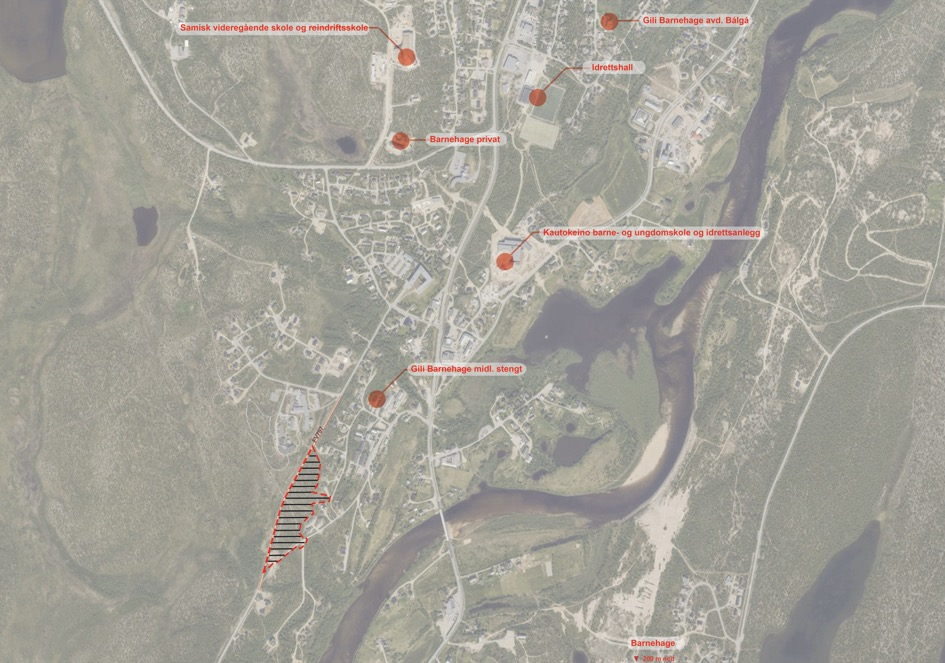 Gili Barnehage avd. Bálgá
Samisk videregående skole og reindriftsskole
Idrettshall
Barnehage privat
Kautokeino barne- og ungdomskole og idrettsanlegg
Gili Barnehage midl. stengt
Barnehage